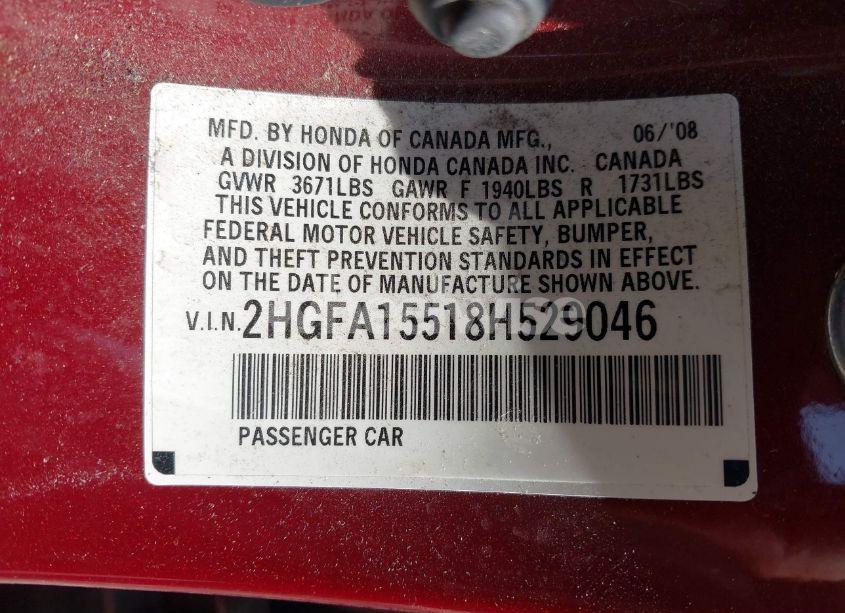 MFD. BY HONDA OF CANADA MFG., 06/'08
A DIVISION OF HONDA CANADA INC. CANADA
GVWR 3671LBS GAWR F 1940LBS R 1731LBS
THIS VEHICLE CONFORMS TO ALL APPLICABLE
FEDERAL MOTOR VEHICLE SAFETY, BUMPER,
AND THEFT PREVENTION STANDARDS IN EFFECT
ON THE DATE OF MANUFACTURE SHOWN ABOVE.
V.I.N. 2HGFA15518H529046
PASSENGER CAR